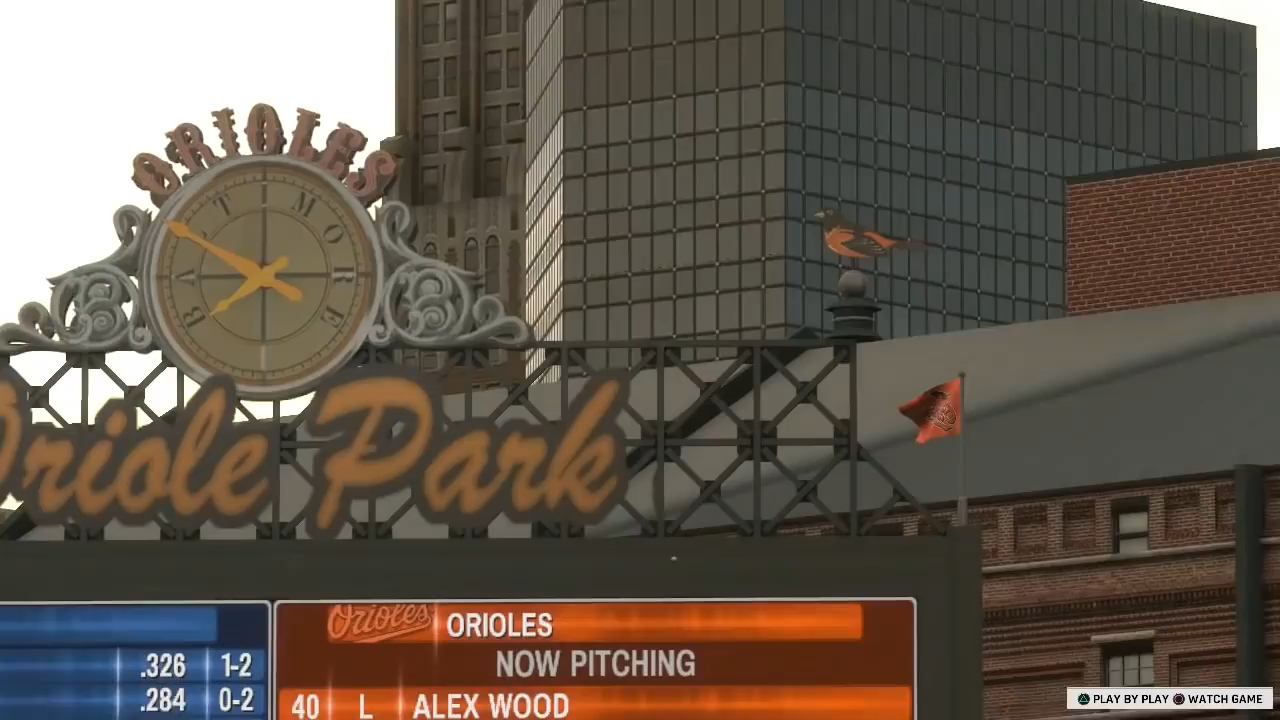 ORIOLES
BALTIMORE
Oriole Park
Orioles ORIOLES
NOW PITCHING
.326 1-2
.284 0-2
40 L ALEX WOOD
PLAY BY PLAY WATCH GAME